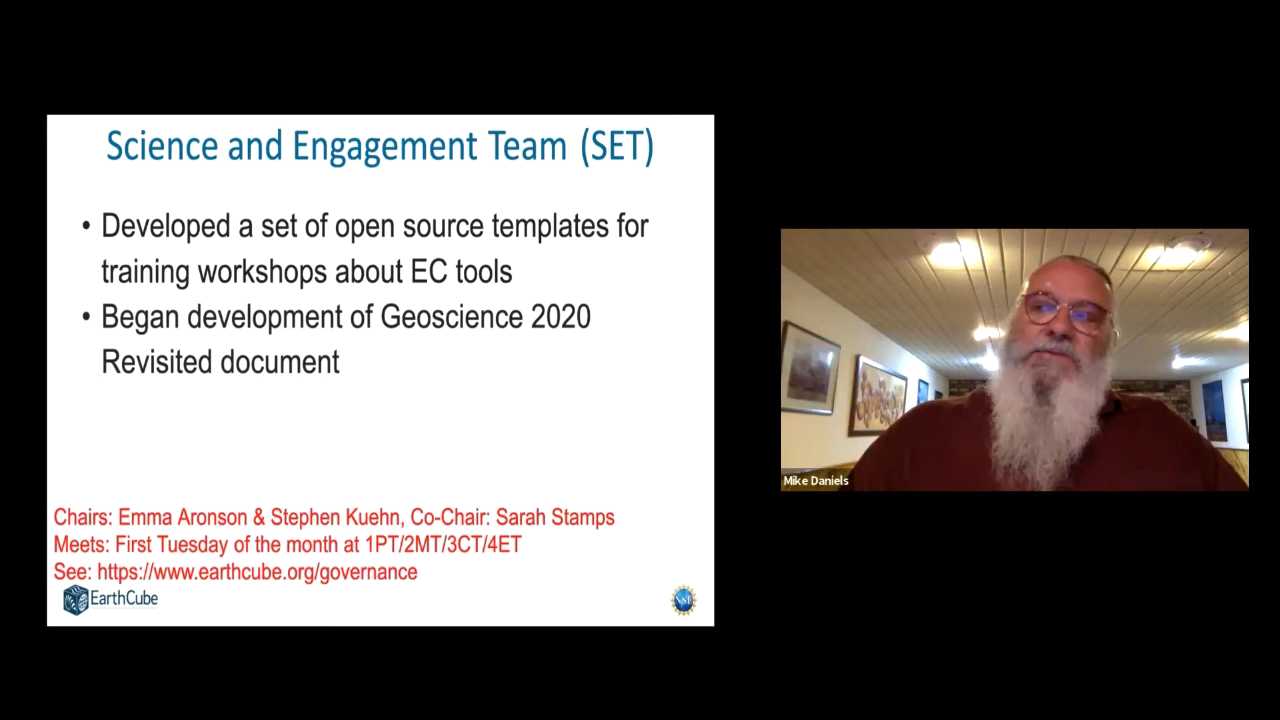 Science and Engagement Team (SET)
• Developed a set of open source templates for
training workshops about EC tools
• Began development of Geoscience 2020
Revisited document
Chairs: Emma Aronson & Stephen Kuehn, Co-Chair: Sarah Stamps
Meets: First Tuesday of the month at 1PT/2MT/3CT/4ET
See: https://www.earthcube.org/governance
EarthCube
NSF
Mike Daniels